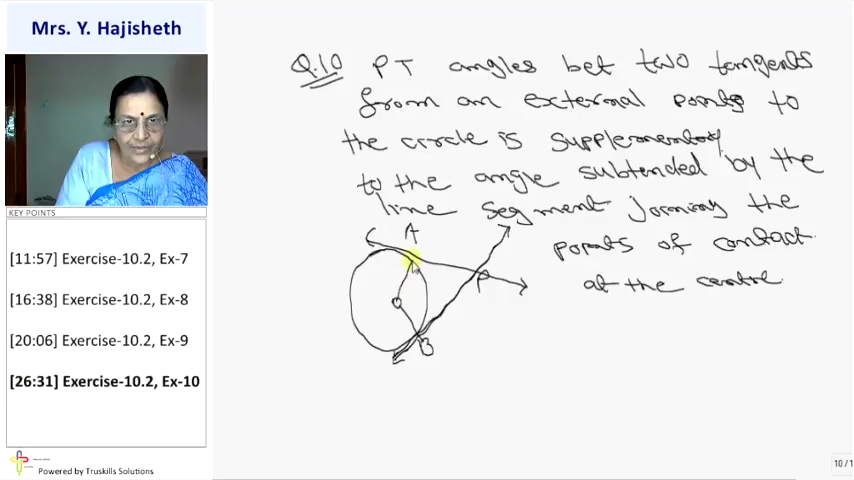 Mrs. Y. Hajisheth
KEY POINTS
[11:57] Exercise-10.2, Ex-7
[16:38] Exercise-10.2, Ex-8
[20:06] Exercise-10.2, Ex-9
[26:31] Exercise-10.2, Ex-10
Powered by Truskills Solutions
Q.10 PT angles bet two tangents
from an external point to
the circle is supplementary
to the angle subtended by the
line segment joining the
points of contact
at the centre
A
P
B
10/1